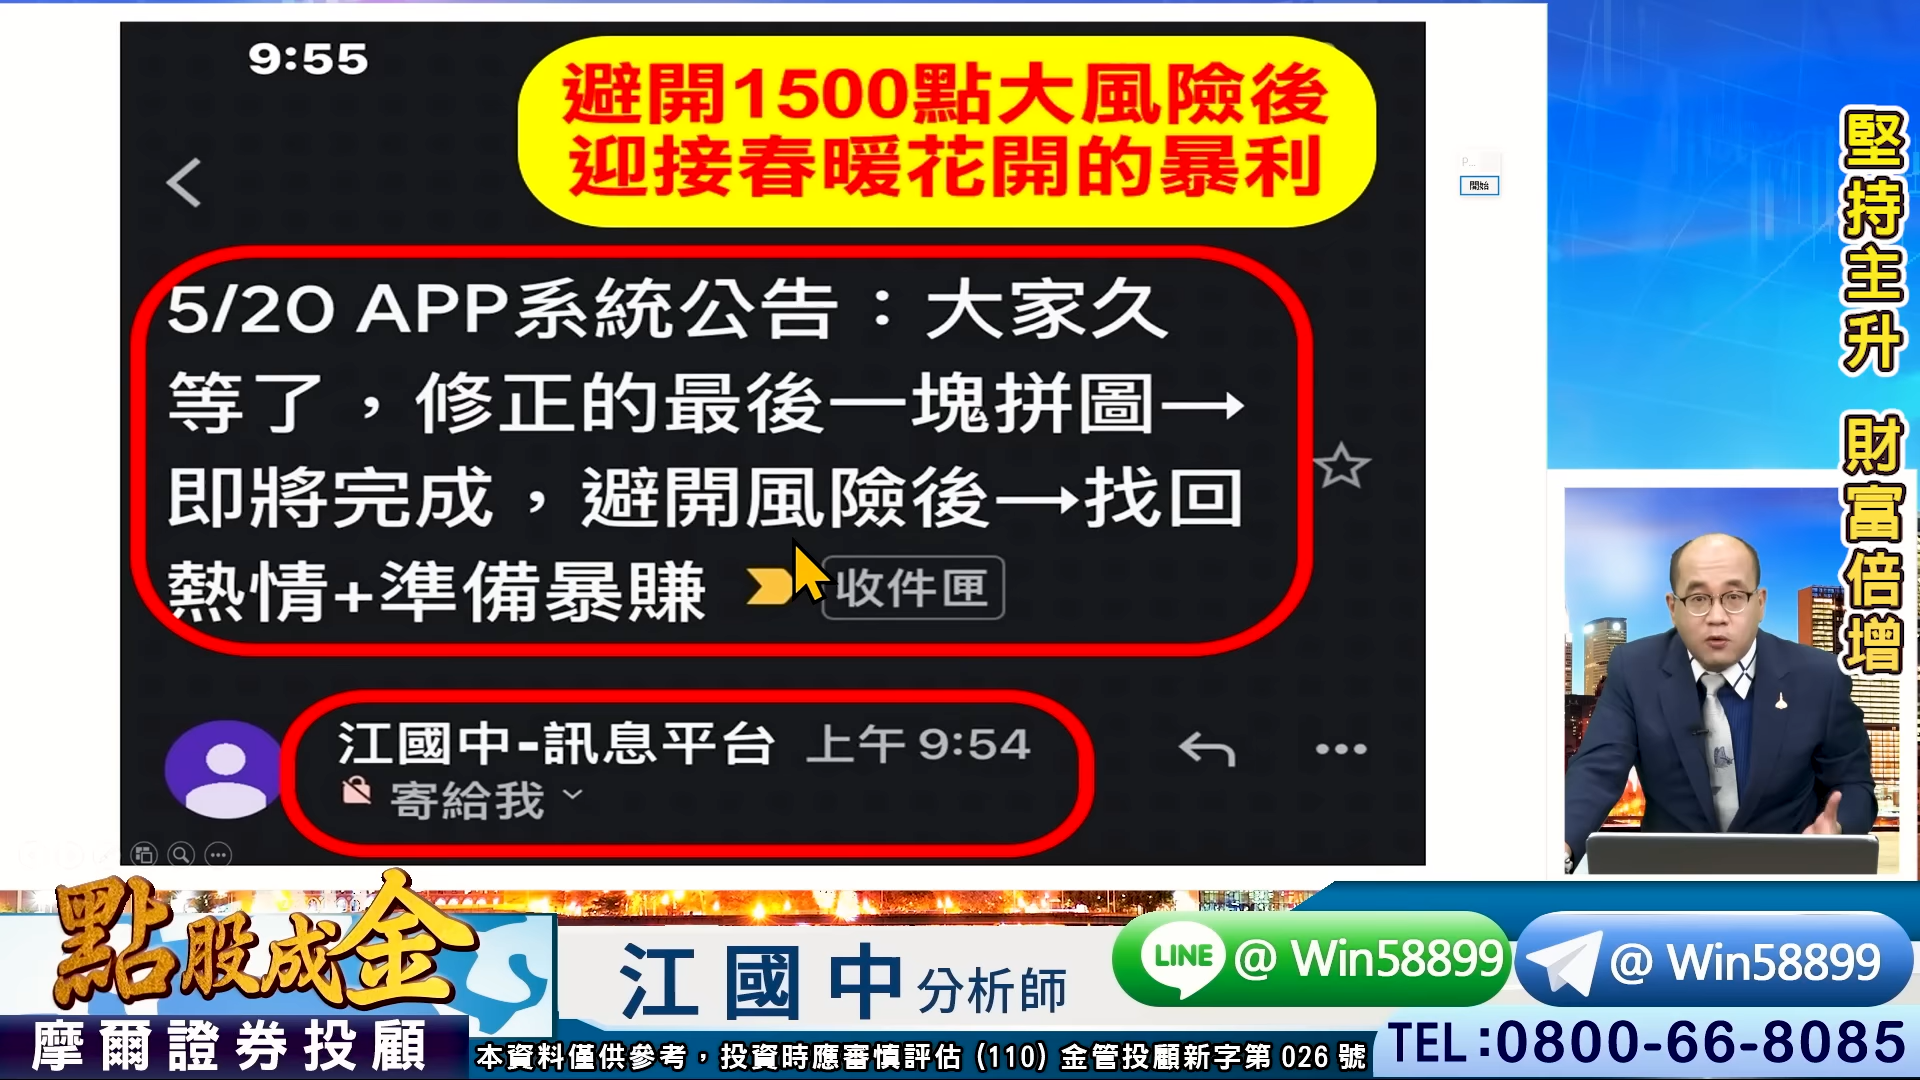 9:55
避開1500點大風險後
迎接春暖花開的暴利
5/20 APP系統公告：大家久
等了，修正的最後一塊拼圖→
即將完成，避開風險後→找回
熱情+準備暴賺 收件匣
江國中-訊息平台 上午 9:54
寄給我
P...
開始
堅持主升 財富倍增
點股成金
摩爾證券投顧
江國中分析師
LINE @ Win58899
@ Win58899
TEL:0800-66-8085
本資料僅供參考，投資時應審慎評估 (110) 金管投顧新字第 026 號